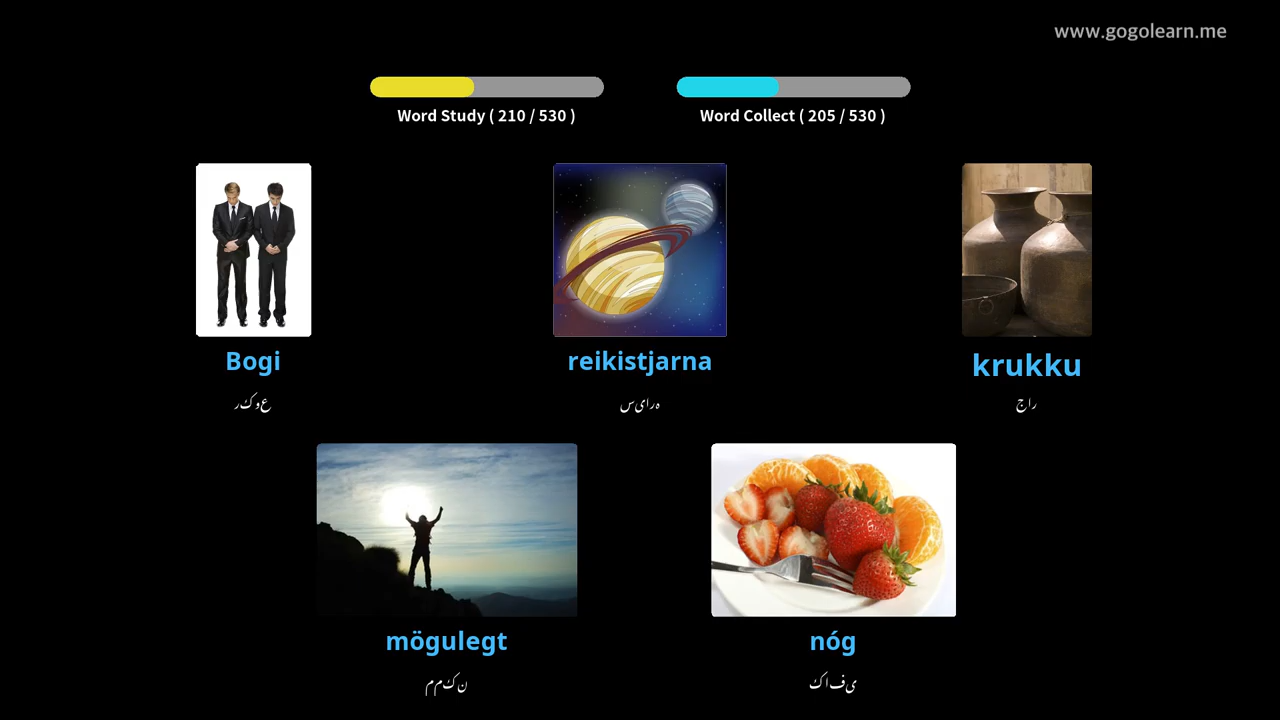 www.gogolearn.me
Word Study ( 210 / 530 )
Word Collect ( 205 / 530 )
Bogi
reikistjarna
krukku
عوکر
ہرایس
راج
mögulegt
nóg
نکمم
یفاک